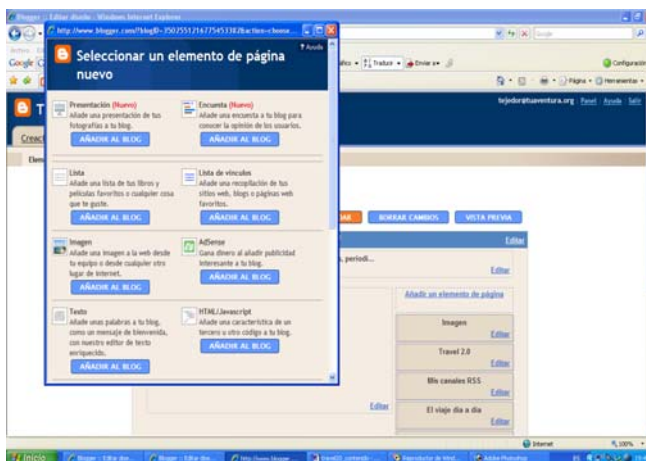 Blogger - Editar diseño - Windows Internet Explorer
http://www.blogger.com/
Seleccionar un elemento de página nuevo
Ayuda
Presentación (Nuevo)
Añade una presentación de tus
fotografías a tu blog.
AÑADIR AL BLOG
Encuesta (Nuevo)
Añade una encuesta a tu blog para
conocer la opinión de los usuarios.
AÑADIR AL BLOG
Lista
Añade una lista de tus libros y
películas favoritos o cualquier cosa
que te guste.
AÑADIR AL BLOG
Lista de vínculos
Añade una recopilación de tus
sitios web, blogs o páginas web
favoritos.
AÑADIR AL BLOG
Imagen
Añade una imagen a la web desde
tu equipo o desde cualquier otro
lugar de Internet.
AÑADIR AL BLOG
AdSense
Gana dinero al añadir publicidad
interesante a tu blog.
AÑADIR AL BLOG
Texto
Añade unas palabras a tu blog,
como un mensaje de bienvenida,
con nuestro editor de texto
enriquecido.
AÑADIR AL BLOG
HTML/Javascript
Añade una característica de un
tercero u otro código a tu blog.
AÑADIR AL BLOG
Traducir
Enviar a
Configuración
Página
Herramientas
Panel Ayuda Salir
BORRAR CAMBIOS
VISTA PREVIA
Editar
Editar
Añadir un elemento de página
Imagen
Editar
Travel 2.0
Editar
Mis canales RSS
Editar
El viaje día a día
Editar
Editar
Internet
100%
Inicio